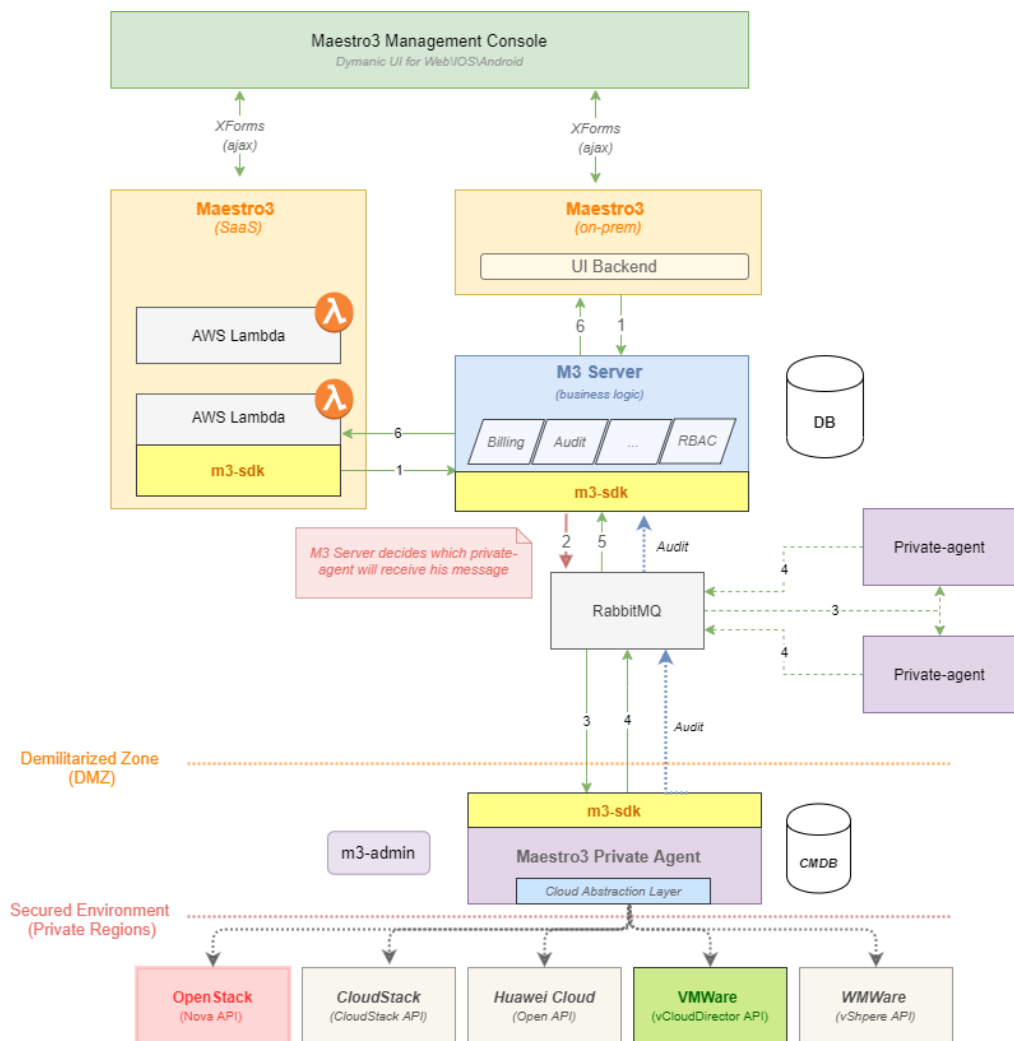 Maestro3 Management Console
Dymanic UI for Web\IOS\Android
XForms
(ajax)
XForms
(ajax)
Maestro3
(SaaS)
Maestro3
(on-prem)
UI Backend
AWS Lambda
6
1
M3 Server
(business logic)
DB
AWS Lambda
6
Billing
Audit
...
RBAC
m3-sdk
1
m3-sdk
M3 Server decides which private-
agent will receive his message
2
5
Audit
Private-agent
4
RabbitMQ
3
4
Private-agent
3
4
Audit
Demilitarized Zone
(DMZ)
m3-sdk
m3-admin
Maestro3 Private Agent
CMDB
Cloud Abstraction Layer
Secured Environment
(Private Regions)
OpenStack
(Nova API)
CloudStack
(CloudStack API)
Huawei Cloud
(Open API)
VMWare
(vCloudDirector API)
WMWare
(vShpere API)